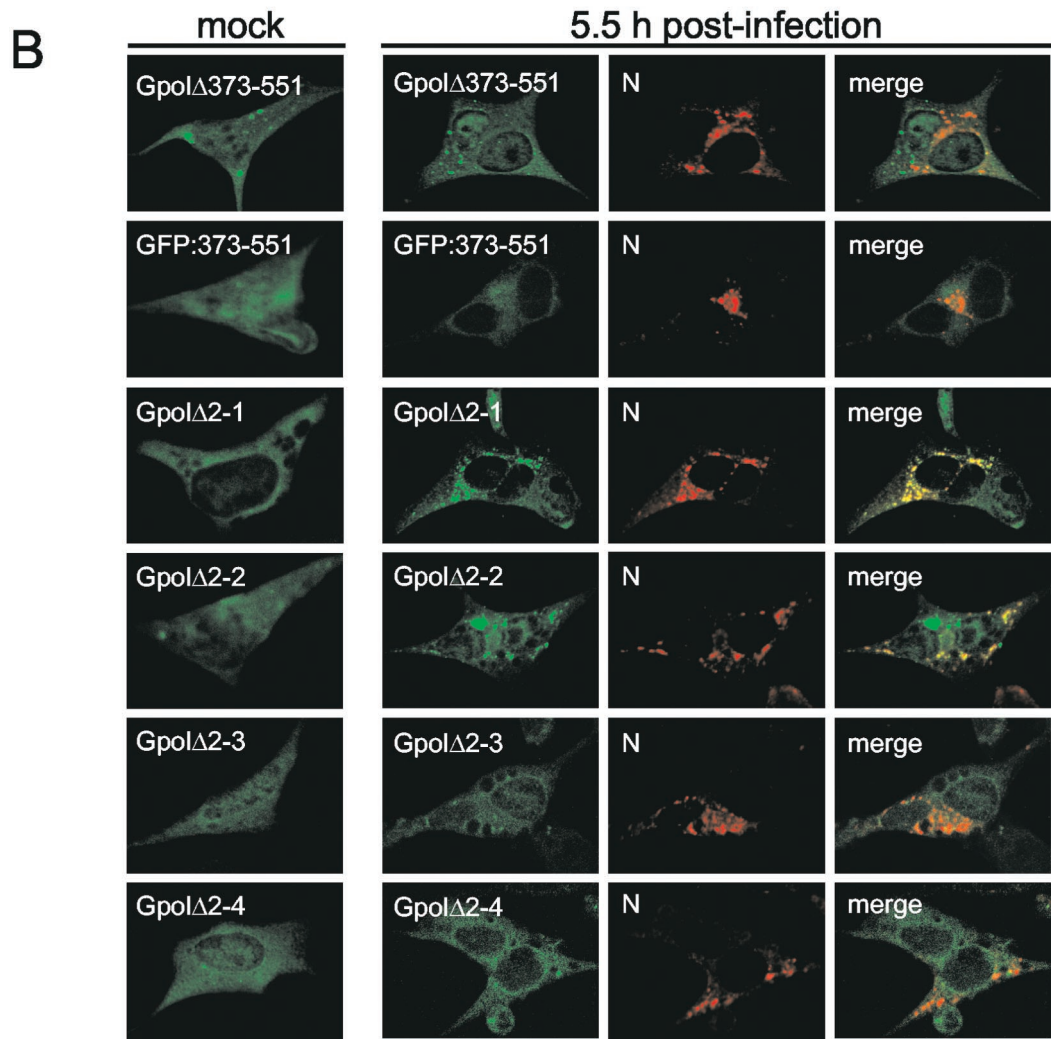 B
mock
5.5 h post-infection
GpolΔ373-551
GpolΔ373-551
N
merge
GFP:373-551
GFP:373-551
N
merge
GpolΔ2-1
GpolΔ2-1
N
merge
GpolΔ2-2
GpolΔ2-2
N
merge
GpolΔ2-3
GpolΔ2-3
N
merge
GpolΔ2-4
GpolΔ2-4
N
merge